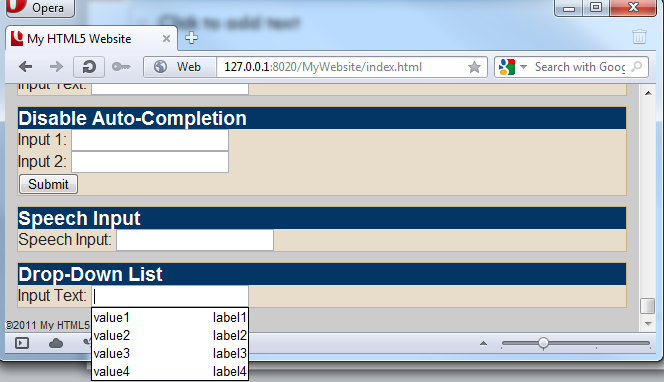 Opera
Click to add text
My HTML5 Website
Web
127.0.0.1:8020/MyWebsite/index.html
Search with Goog
Input Text:
Disable Auto-Completion
Input 1:
Input 2:
Submit
Speech Input
Speech Input:
Drop-Down List
Input Text:
value1 label1
value2 label2
value3 label3
value4 label4
©2011 My HTML5